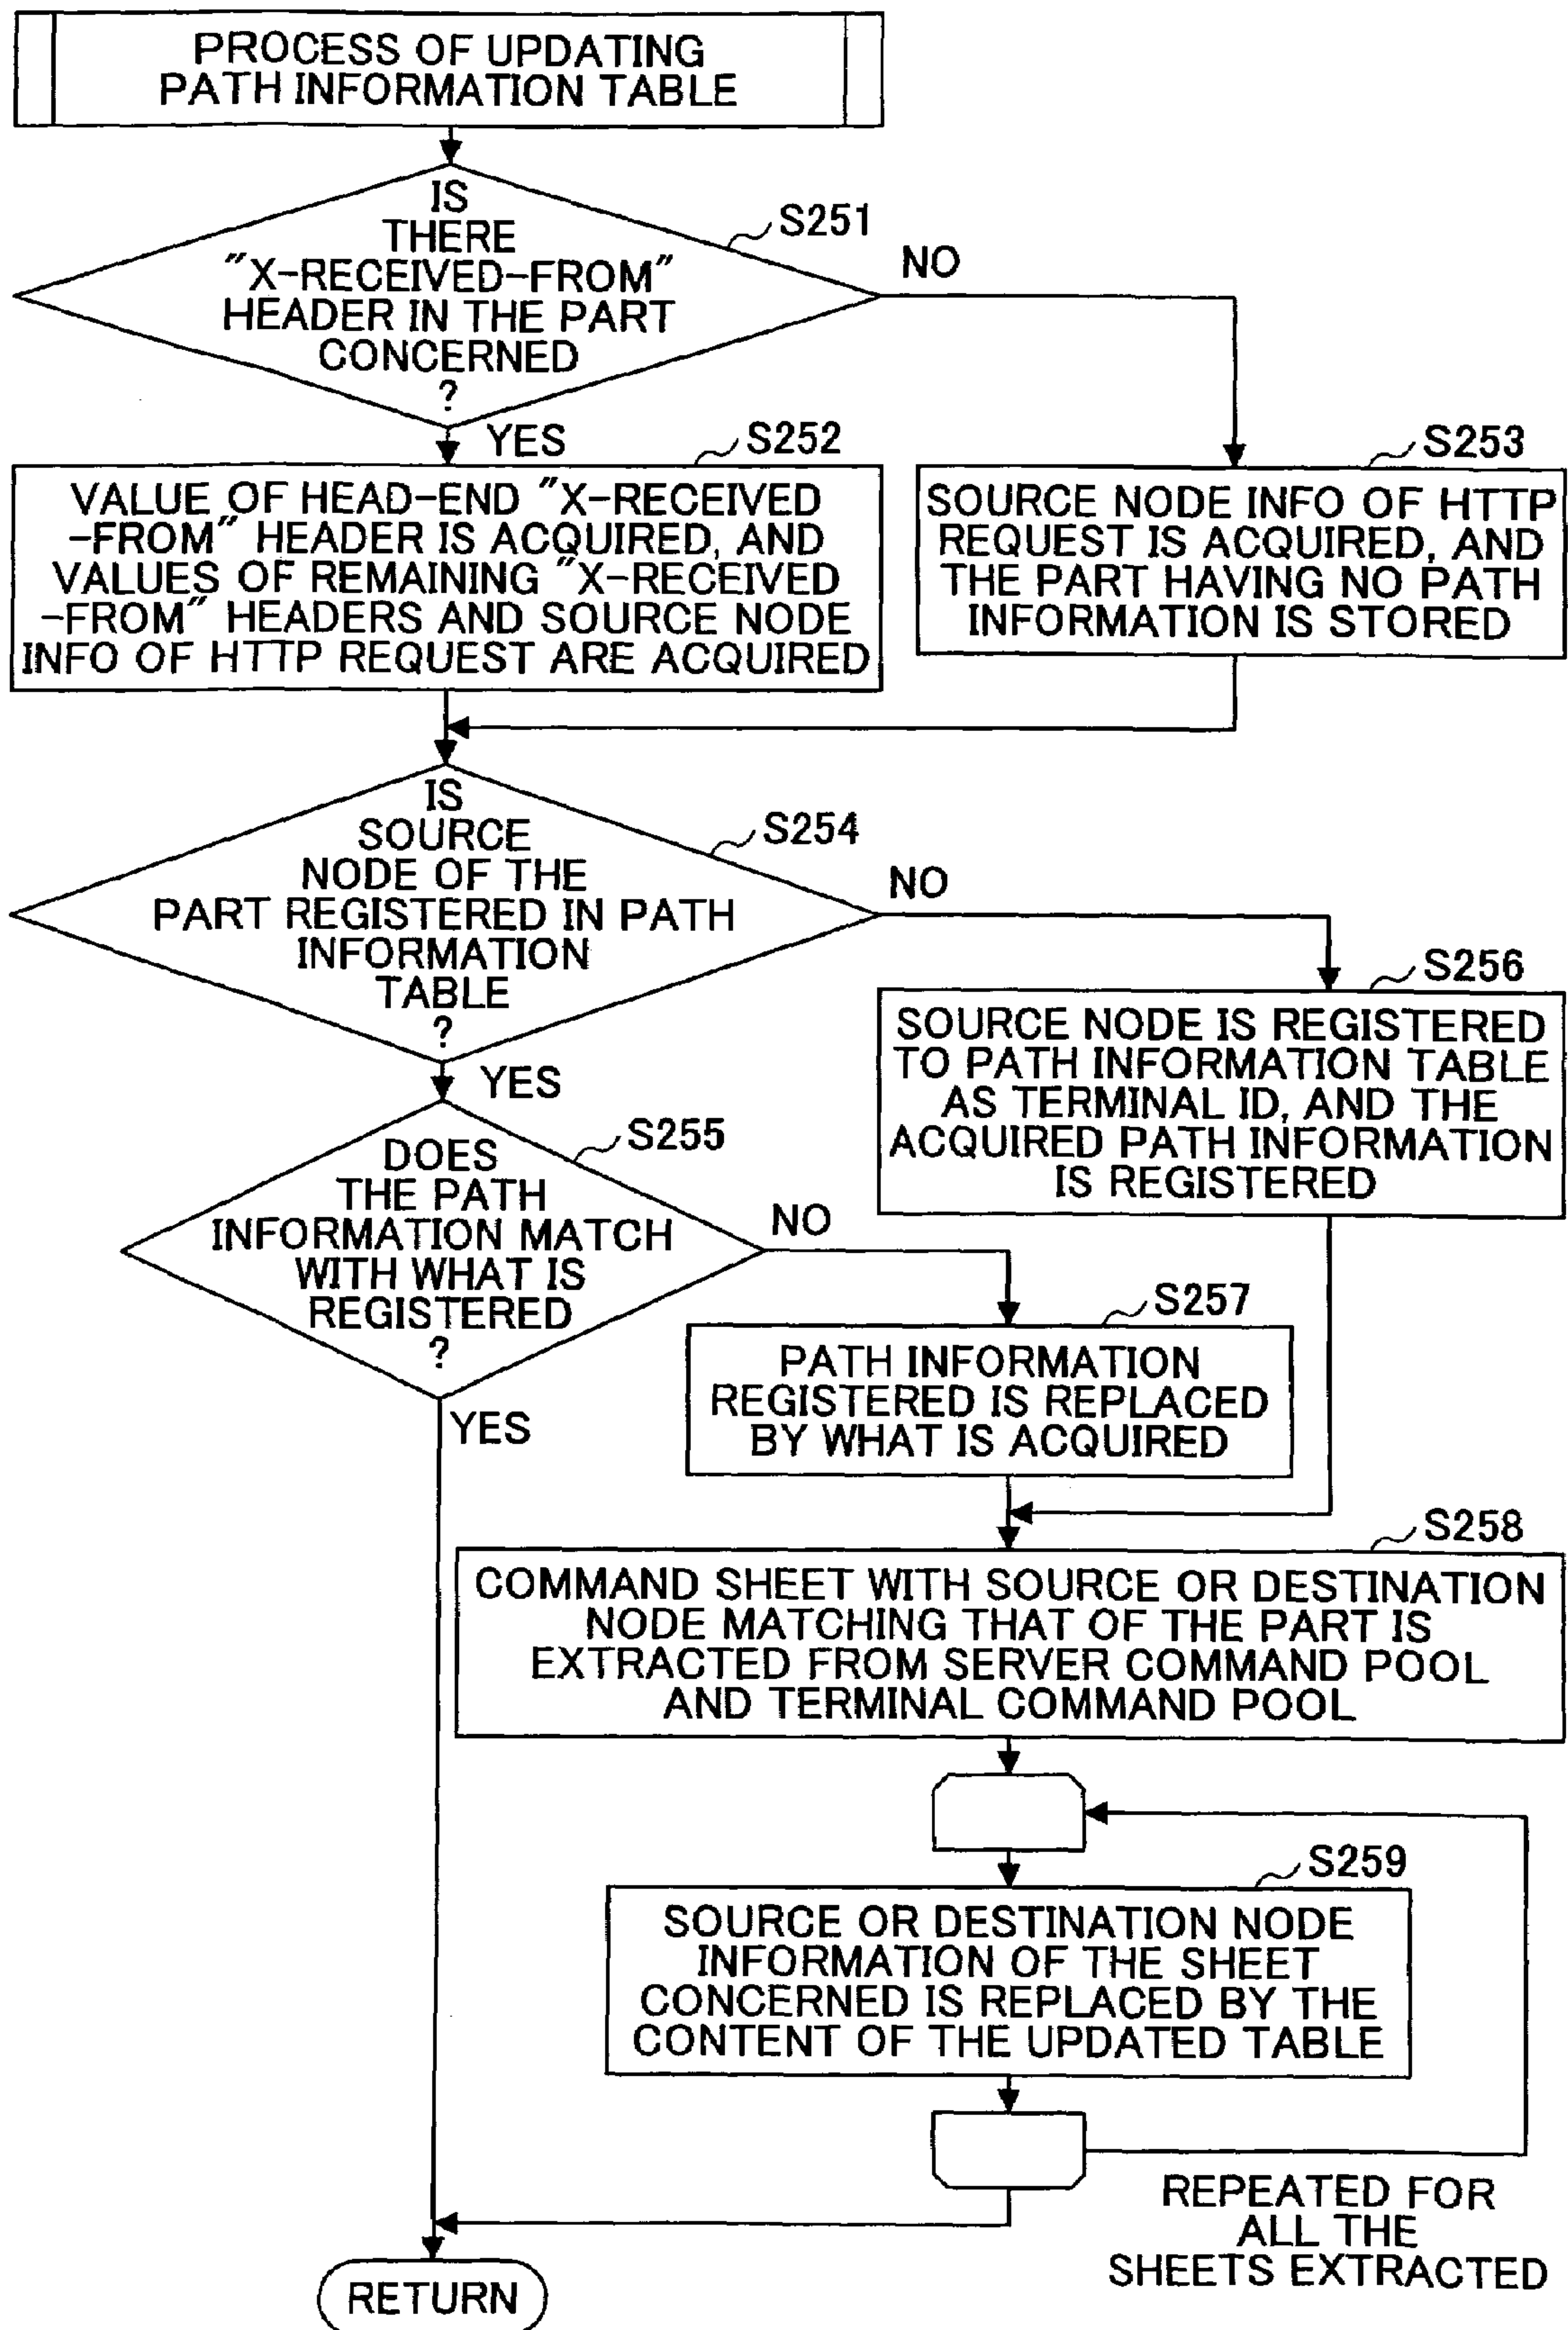 PROCESS OF UPDATING
PATH INFORMATION TABLE
IS
THERE
"X-RECEIVED-FROM"
HEADER IN THE PART
CONCERNED
?
S251
NO
YES
S252
VALUE OF HEAD-END "X-RECEIVED
-FROM" HEADER IS ACQUIRED, AND
VALUES OF REMAINING "X-RECEIVED
-FROM" HEADERS AND SOURCE NODE
INFO OF HTTP REQUEST ARE ACQUIRED
S253
SOURCE NODE INFO OF HTTP
REQUEST IS ACQUIRED, AND
THE PART HAVING NO PATH
INFORMATION IS STORED
IS
SOURCE
NODE OF THE
PART REGISTERED IN PATH
INFORMATION
TABLE
?
S254
NO
YES
S256
SOURCE NODE IS REGISTERED
TO PATH INFORMATION TABLE
AS TERMINAL ID, AND THE
ACQUIRED PATH INFORMATION
IS REGISTERED
DOES
THE PATH
INFORMATION MATCH
WITH WHAT IS
REGISTERED
?
S255
NO
YES
S257
PATH INFORMATION
REGISTERED IS REPLACED
BY WHAT IS ACQUIRED
S258
COMMAND SHEET WITH SOURCE OR DESTINATION
NODE MATCHING THAT OF THE PART IS
EXTRACTED FROM SERVER COMMAND POOL
AND TERMINAL COMMAND POOL
S259
SOURCE OR DESTINATION NODE
INFORMATION OF THE SHEET
CONCERNED IS REPLACED BY THE
CONTENT OF THE UPDATED TABLE
REPEATED FOR
ALL THE
SHEETS EXTRACTED
RETURN